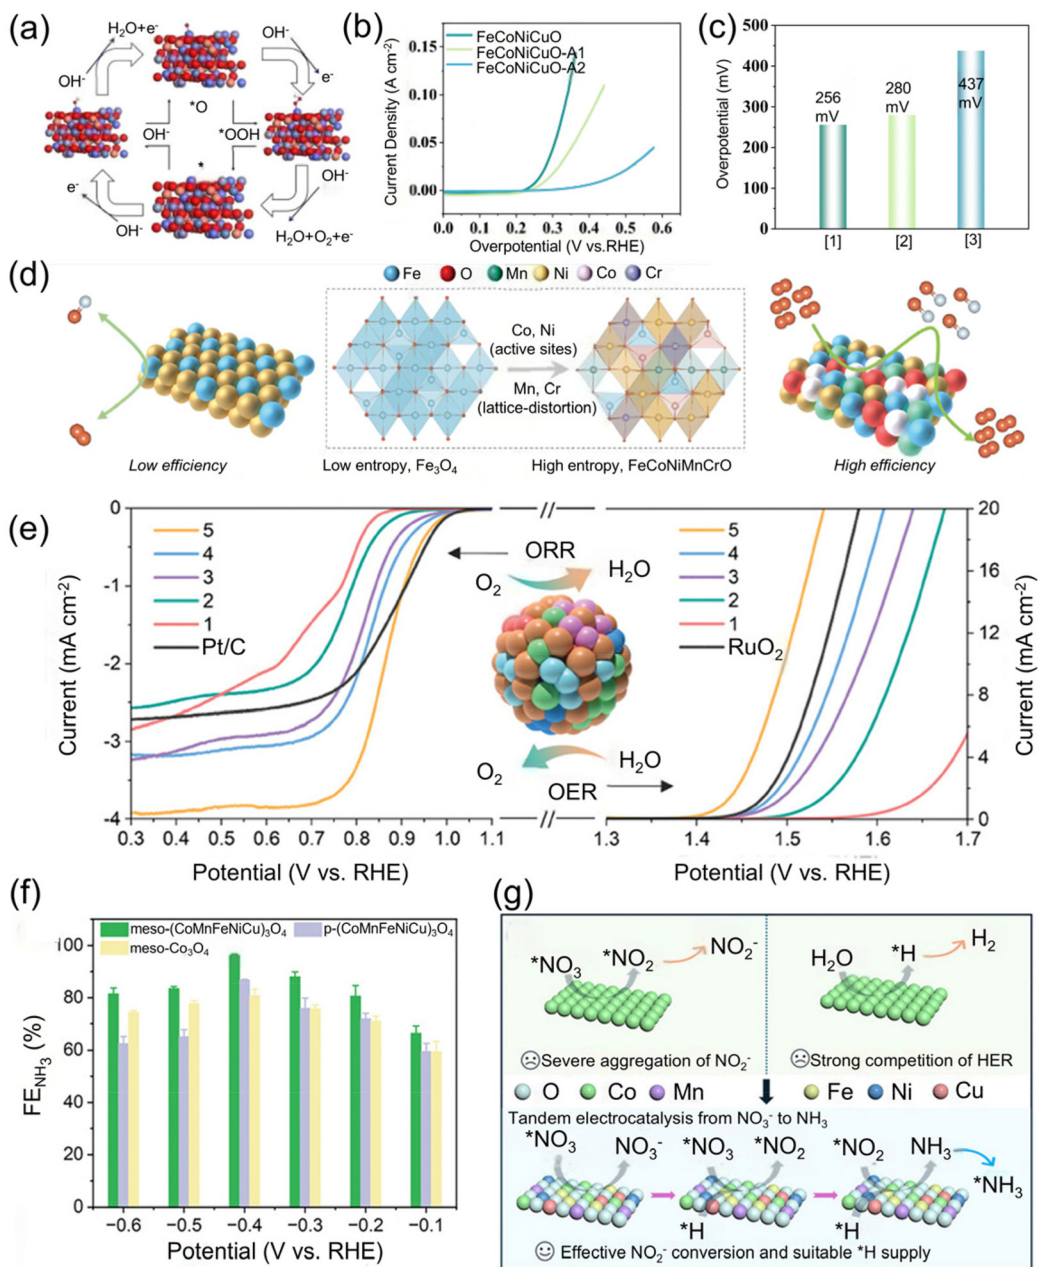 (a)
H₂O+e⁻
OH⁻
OH⁻
e⁻
*O
OH⁻
*OOH
*
e⁻
OH⁻
OH⁻
H₂O+O₂+e⁻
(b)
FeCoNiCuO
FeCoNiCuO-A1
FeCoNiCuO-A2
Current Density (A cm⁻²)
0.15
0.10
0.05
0.00
0.0 0.1 0.2 0.3 0.4 0.5 0.6
Overpotential (V vs.RHE)
(c)
Overpotential (mV)
500
400
300
200
100
0
256 mV
280 mV
437 mV
[1] [2] [3]
(d)
Fe O Mn Ni Co Cr
Co, Ni
(active sites)
Mn, Cr
(lattice-distortion)
Low efficiency
Low entropy, Fe₃O₄
High entropy, FeCoNiMnCrO
High efficiency
(e)
Current (mA cm⁻²)
0
-1
-2
-3
-4
5
4
3
2
1
Pt/C
0.3 0.4 0.5 0.6 0.7 0.8 0.9 1.0 1.1
Potential (V vs. RHE)
//
ORR
O₂
H₂O
O₂
H₂O
OER
//
5
4
3
2
1
RuO₂
20
16
12
8
4
0
Current (mA cm⁻²)
1.3 1.4 1.5 1.6 1.7
Potential (V vs. RHE)
(f)
meso-(CoMnFeNiCu)₃O₄
p-(CoMnFeNiCu)₃O₄
meso-Co₃O₄
FE NH₃ (%)
100
80
60
40
20
0
−0.6 −0.5 −0.4 −0.3 −0.2 −0.1
Potential (V vs. RHE)
(g)
*NO₃
*NO₂
NO₂⁻
Severe aggregation of NO₂⁻
H₂O
*H
H₂
Strong competition of HER
O Co Mn Fe Ni Cu
Tandem electrocatalysis from NO₃⁻ to NH₃
*NO₃ NO₃⁻ *NO₃ *NO₂ *NO₂ NH₃
*NH₃
*H *H
Effective NO₂⁻ conversion and suitable *H supply